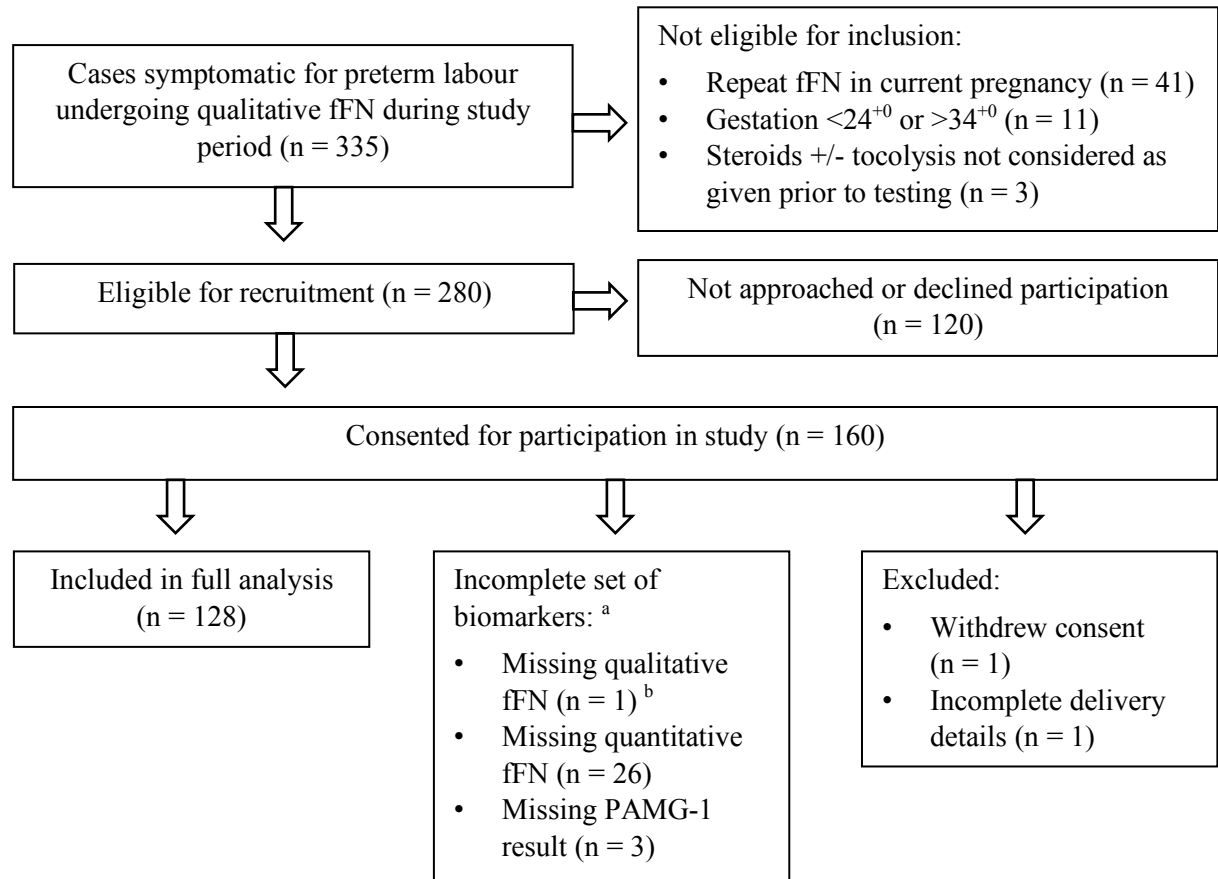 Cases symptomatic for preterm labour
undergoing qualitative fFN during study
period (n = 335)
Not eligible for inclusion:
• Repeat fFN in current pregnancy (n = 41)
• Gestation <24⁺⁰ or >34⁺⁰ (n = 11)
• Steroids +/- tocolysis not considered as
given prior to testing (n = 3)
Eligible for recruitment (n = 280)
Not approached or declined participation
(n = 120)
Consented for participation in study (n = 160)
Included in full analysis
(n = 128)
Incomplete set of
biomarkers: ᵃ
• Missing qualitative
fFN (n = 1) ᵇ
• Missing quantitative
fFN (n = 26)
• Missing PAMG-1
result (n = 3)
Excluded:
• Withdrew consent
(n = 1)
• Incomplete delivery
details (n = 1)